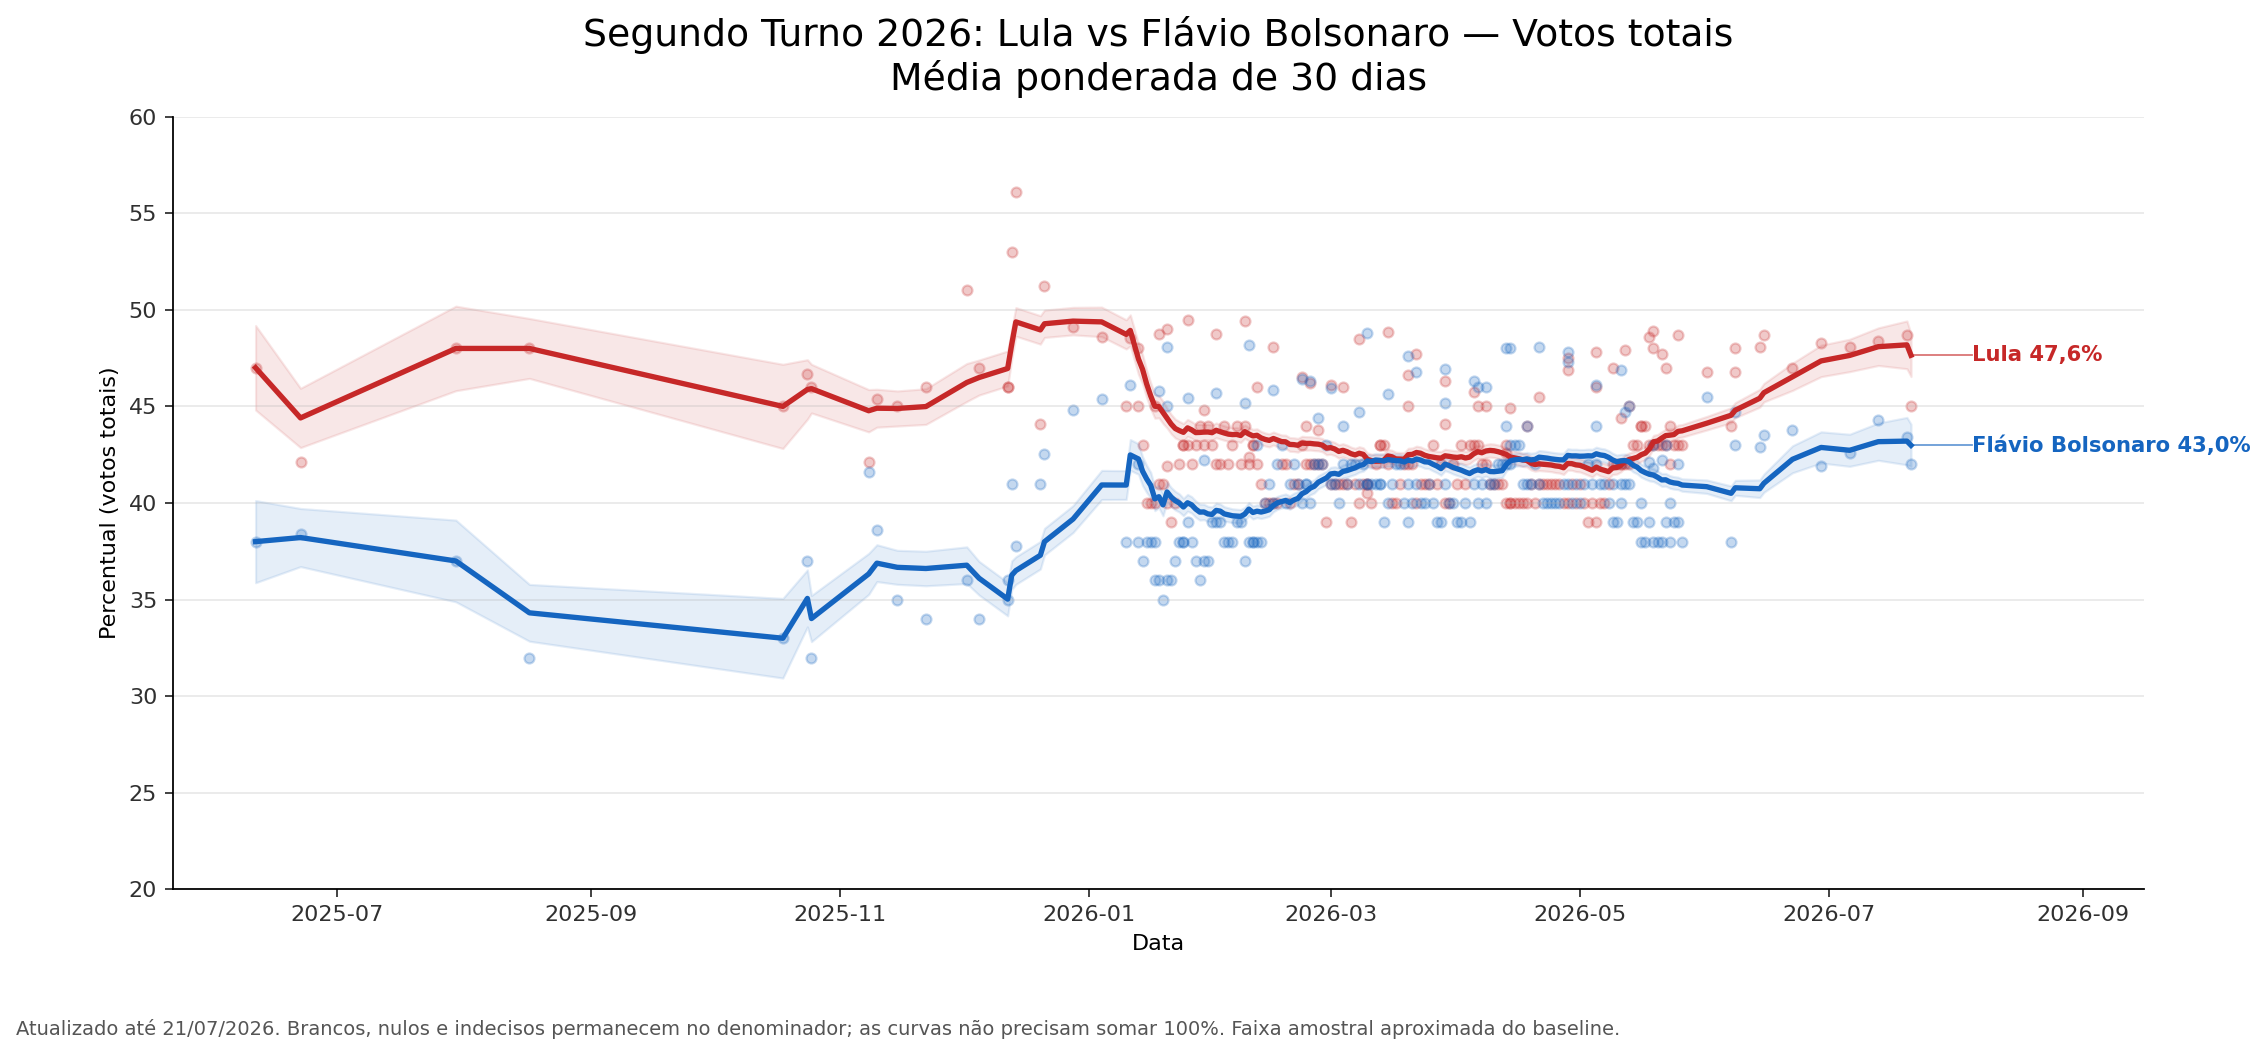 Segundo Turno 2026: Lula vs Flávio Bolsonaro — Votos totais
Média ponderada de 30 dias
60
55
50
45
40
35
30
25
20
Percentual (votos totais)
Lula 47,6%
Flávio Bolsonaro 43,0%
2025-07
2025-09
2025-11
2026-01
2026-03
2026-05
2026-07
2026-09
Data
Atualizado até 21/07/2026. Brancos, nulos e indecisos permanecem no denominador; as curvas não precisam somar 100%. Faixa amostral aproximada do baseline.